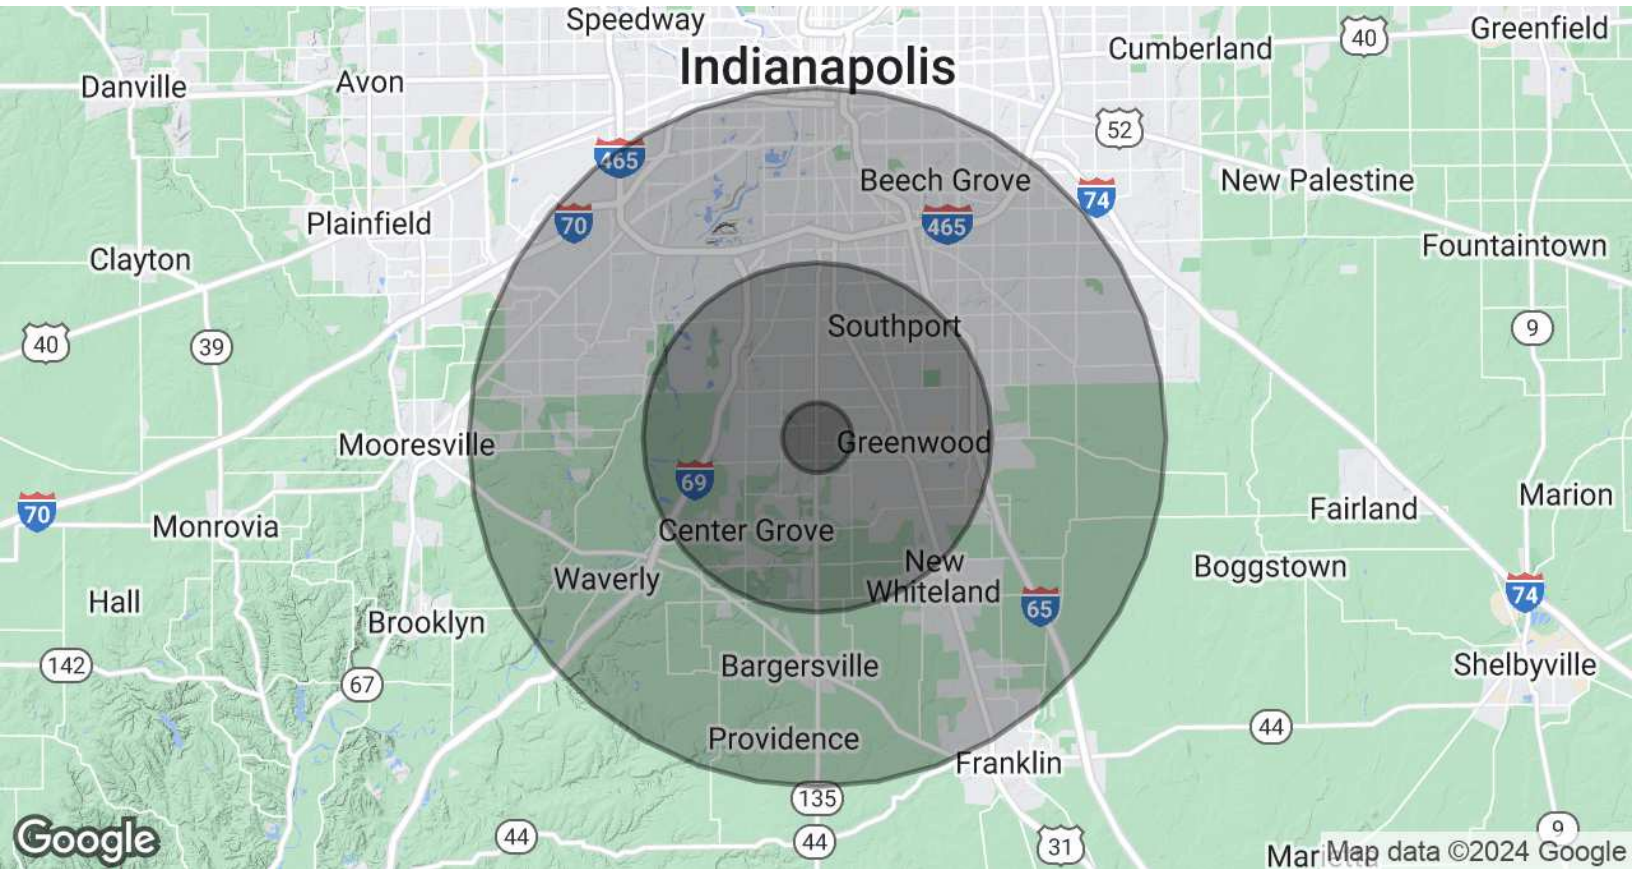 Speedway
Greenfield
40
Cumberland
Indianapolis
Danville
Avon
52
465
Beech Grove
New Palestine
74
70
465
Plainfield
Fountaintown
Clayton
Southport
9
40
39
Greenwood
Mooresville
69
Marion
70
Fairland
Monrovia
Center Grove
New
Whiteland
Boggstown
Waverly
74
Hall
65
Brooklyn
142
Bargersville
Shelbyville
67
44
Providence
Franklin
135
9
Google
44
44
31
Map data ©2024 Google